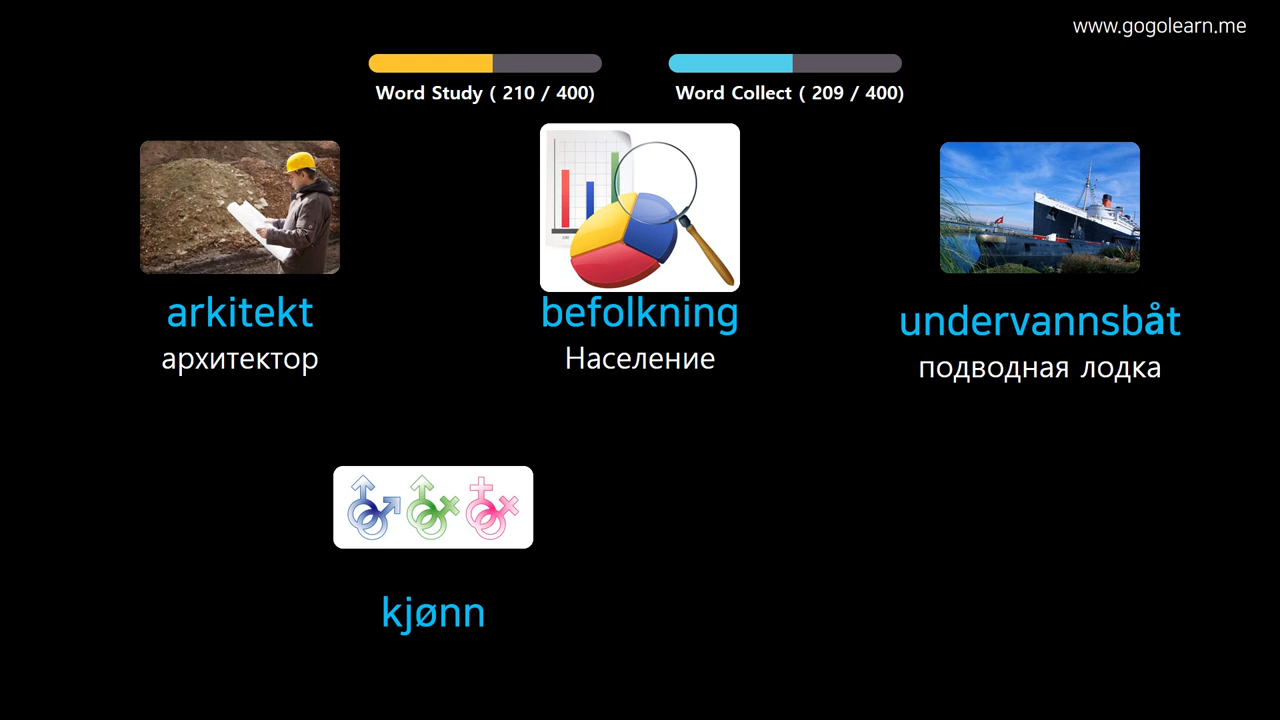 www.gogolearn.me
Word Study ( 210 / 400)
Word Collect ( 209 / 400)
arkitekt
архитектор
befolkning
Население
undervannsbåt
подводная лодка
kjønn